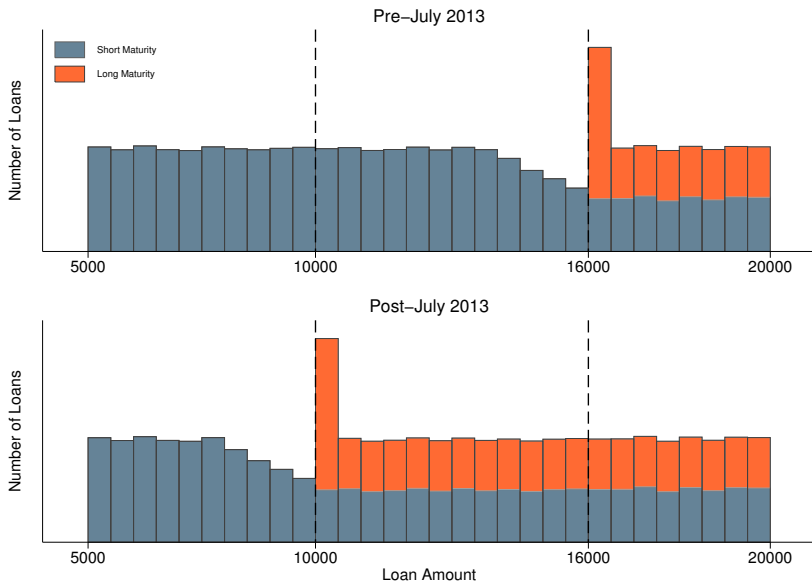 Pre−July 2013
Short Maturity
Long Maturity
Number of Loans
5000 10000 16000 20000
Post−July 2013
Number of Loans
5000 10000 16000 20000
Loan Amount